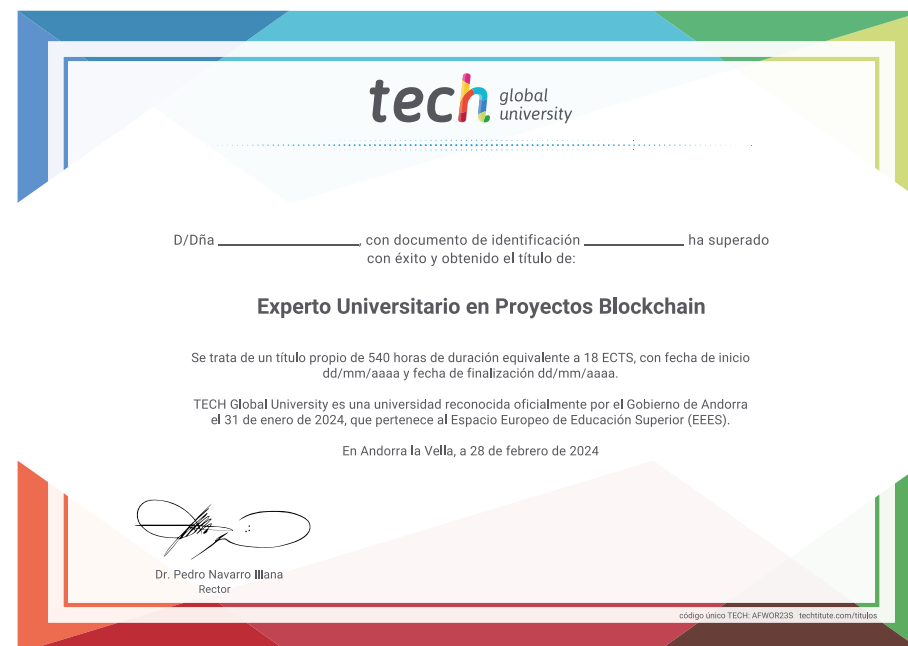 tech global university
D/Dña ____________________, con documento de identificación ______________ ha superado
con éxito y obtenido el título de:
Experto Universitario en Proyectos Blockchain
Se trata de un título propio de 540 horas de duración equivalente a 18 ECTS, con fecha de inicio
dd/mm/aaaa y fecha de finalización dd/mm/aaaa.
TECH Global University es una universidad reconocida oficialmente por el Gobierno de Andorra
el 31 de enero de 2024, que pertenece al Espacio Europeo de Educación Superior (EEES).
En Andorra la Vella, a 28 de febrero de 2024
Dr. Pedro Navarro Illana
Rector
código único TECH: AFWOR23S techtitute.com/titulos